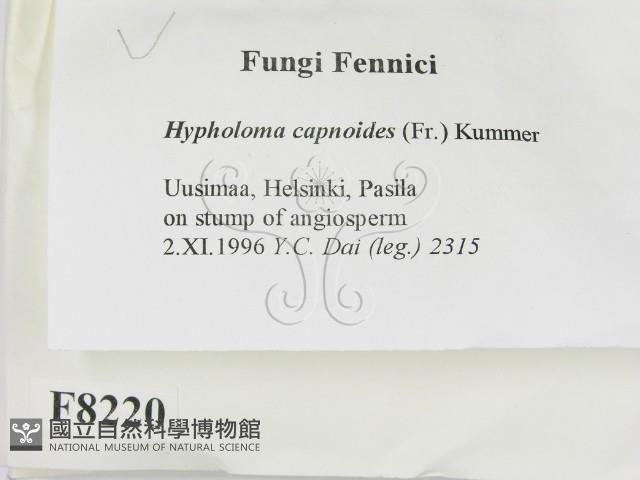 Fungi Fennici
Hypholoma capnoides (Fr.) Kummer
Uusimaa, Helsinki, Pasila
on stump of angiosperm
2.XI.1996 Y.C. Dai (leg.) 2315
F8220
國立自然科學博物館
NATIONAL MUSEUM OF NATURAL SCIENCE